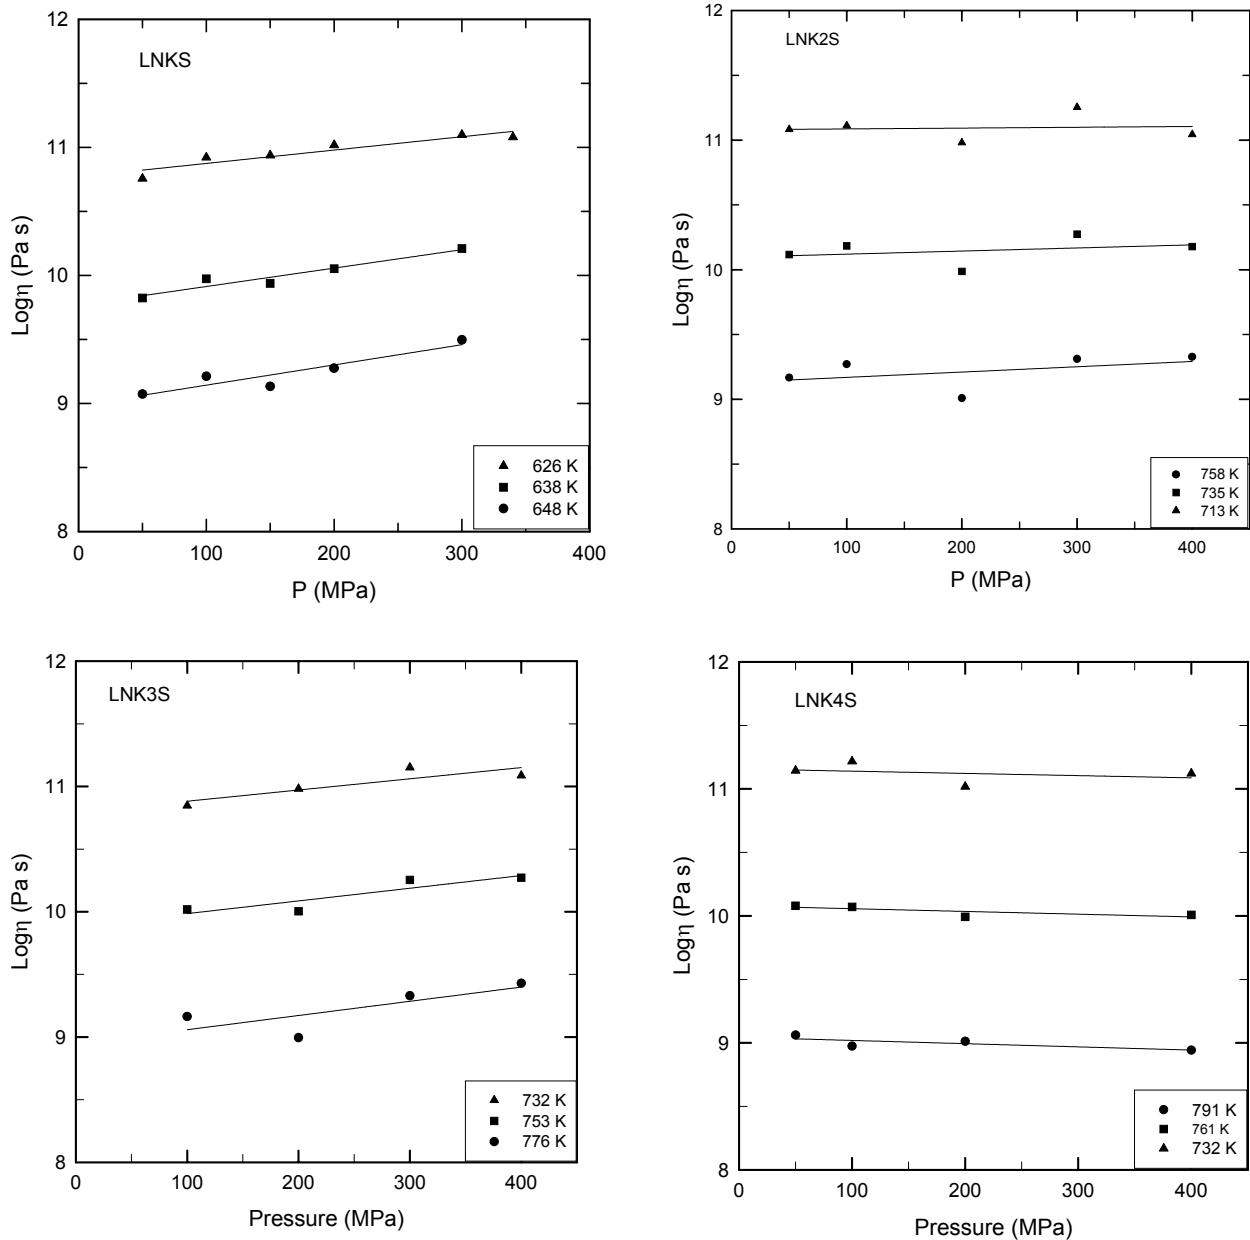 12
LNKS
11
10
9
8
Logη (Pa s)
626 K
638 K
648 K
0 100 200 300 400
P (MPa)
12
LNK2S
11
10
9
8
Logη (Pa s)
758 K
735 K
713 K
0 100 200 300 400
P (MPa)
12
LNK3S
11
10
9
8
Logη (Pa s)
732 K
753 K
776 K
100 200 300 400
Pressure (MPa)
12
LNK4S
11
10
9
8
Logη (Pa s)
791 K
761 K
732 K
0 100 200 300 400
Pressure (MPa)